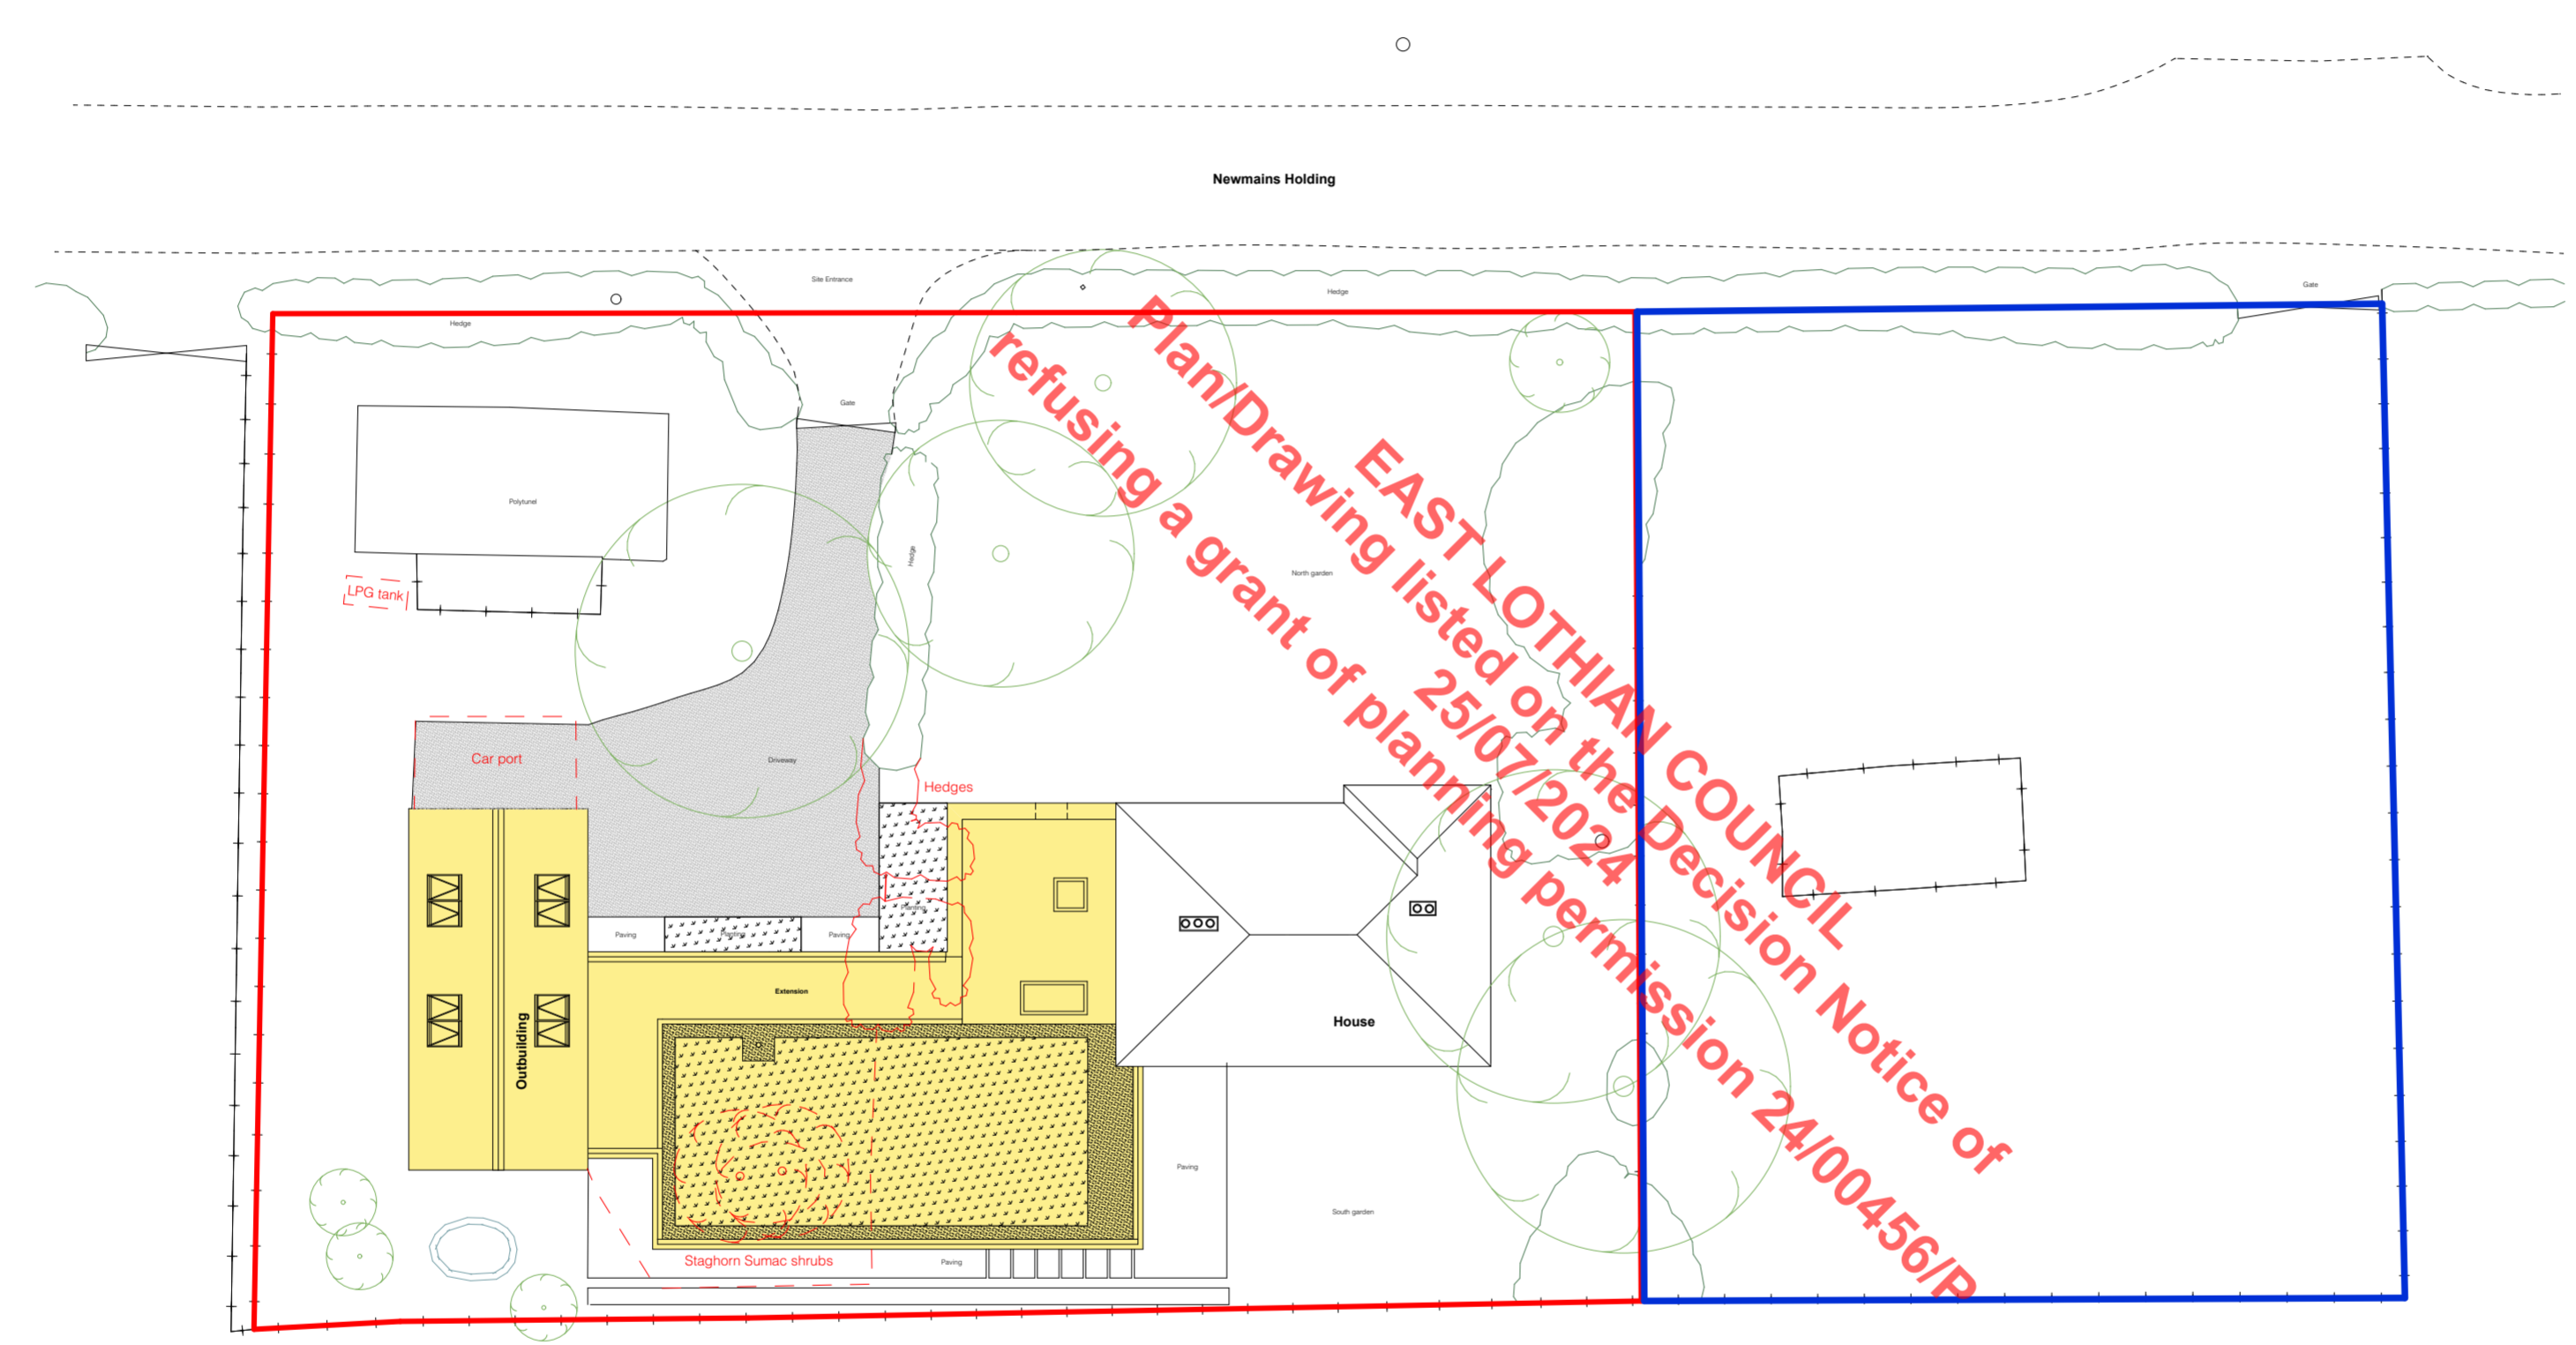 Newmains Holding
Site Entrance
Gate
Hedge
Hedge
Gate
Polytunel
Hedge
North garden
LPG tank
Car port
Driveway
Hedges
Planting
Paving
Planting
Paving
Extension
Outbuilding
House
Paving
South garden
Staghorn Sumac shrubs
Paving
EAST LOTHIAN COUNCIL
Plan/Drawing listed on the Decision Notice of
25/07/2024
refusing a grant of planning permission 24/00456/P